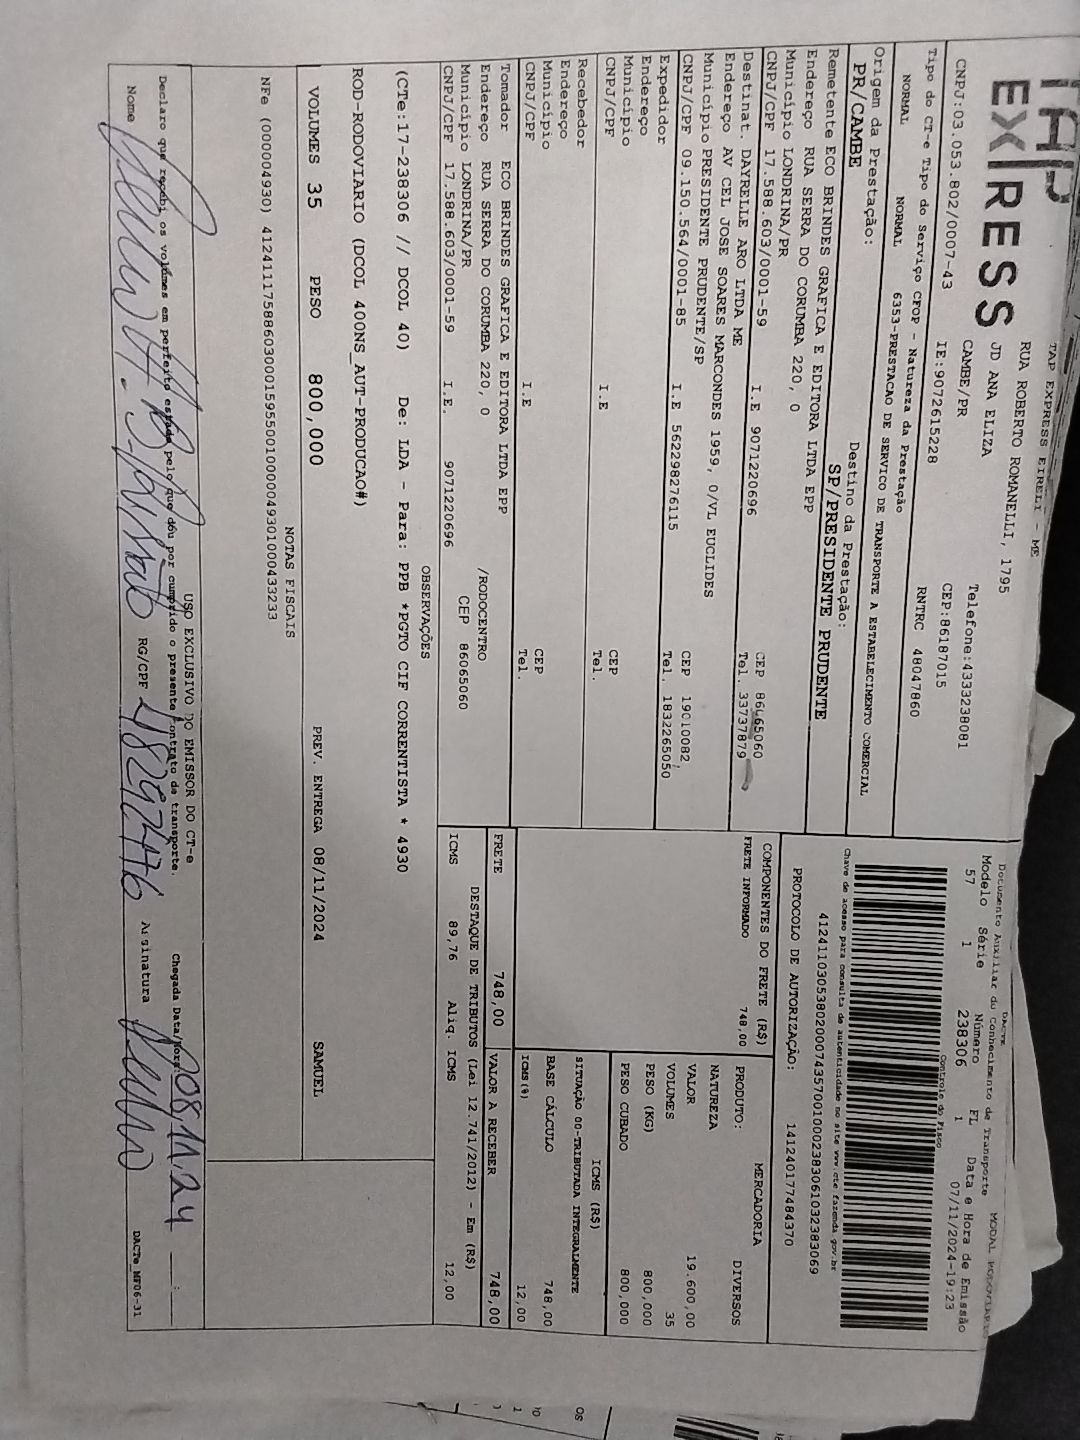 TAP
EXPRESS
TAP EXPRESS EIRELI - ME
RUA ROBERTO ROMANELLI, 1795
JD ANA ELIZA
CAMBE/PR
Telefone:4333238081
CEP:86187015
CNPJ:03.053.802/0007-43 IE:9072615228
RNTRC 48047860
Tipo do CT-e Tipo do Serviço CFOP - Natureza da Prestação
NORMAL NORMAL 6353-PRESTACAO DE SERVICO DE TRANSPORTE A ESTABELECIMENTO COMERCIAL
Origem da Prestação: Destino da Prestação:
PR/CAMBE SP/PRESIDENTE PRUDENTE
Remetente ECO BRINDES GRAFICA E EDITORA LTDA EPP
Endereço RUA SERRA DO CORUMBA 220, 0
Município LONDRINA/PR CEP 86065060
CNPJ/CPF 17.588.603/0001-59 I.E 9071220696 Tel. 33737879
Destinat. DAYRELLE ARO LTDA ME
Endereço AV CEL JOSE SOARES MARCONDES 1959, 0/VL EUCLIDES
Município PRESIDENTE PRUDENTE/SP CEP 19010082
CNPJ/CPF 09.150.564/0001-85 I.E 562298276115 Tel. 1832265050
Expedidor
Endereço
Município CEP
CNPJ/CPF I.E Tel.
Recebedor
Endereço
Município CEP
CNPJ/CPF I.E Tel.
Tomador ECO BRINDES GRAFICA E EDITORA LTDA EPP
Endereço RUA SERRA DO CORUMBA 220, 0 /RODOCENTRO
Município LONDRINA/PR CEP 86065060
CNPJ/CPF 17.588.603/0001-59 I.E. 9071220696
DACTE
Documento Auxiliar do Conhecimento de Transporte MODAL RODOVIARIO
Modelo Série Número FL Data e Hora de Emissão
57 1 238306 1 07/11/2024-19:23
Controle do Fisco
Chave de acesso para consulta de autenticidade no site www.cte.fazenda.gov.br
41241103053802000743570010002383061032383069
PROTOCOLO DE AUTORIZAÇÃO: 141240177484370
COMPONENTES DO FRETE (R$)
FRETE INFORMADO 748,00
FRETE 748,00
PRODUTO: MERCADORIA
NATUREZA DIVERSOS
VALOR 19.600,00
VOLUMES 35
PESO (KG) 800,000
PESO CUBADO 800,000
ICMS (R$)
SITUAÇÃO 00-TRIBUTADA INTEGRALMENTE
BASE CÁLCULO 748,00
ICMS(%) 12,00
VALOR A RECEBER 748,00
DESTAQUE DE TRIBUTOS (Lei 12.741/2012) - Em (R$)
ICMS 89,76 Aliq. ICMS 12,00
OBSERVAÇÕES
(CTe:17-238306 // DCOL 40) De: LDA - Para: PPB *PGTO CIF CORRENTISTA * 4930
ROD-RODOVIARIO (DCOL 400NS_AUT-PRODUCAO#)
VOLUMES 35 PESO 800,000 PREV. ENTREGA 08/11/2024 SAMUEL
NOTAS FISCAIS
NFe (000004930) 41241117588603000159550010000049301000433233
USO EXCLUSIVO DO EMISSOR DO CT-e
Declaro que recebi os volumes em perfeito estado pelo que dou por cumprido o presente contrato de transporte. Chegada Data/Hora: 08.11.24 :
Nome RG/CPF 48292476 Assinatura DACTe_MF06-31